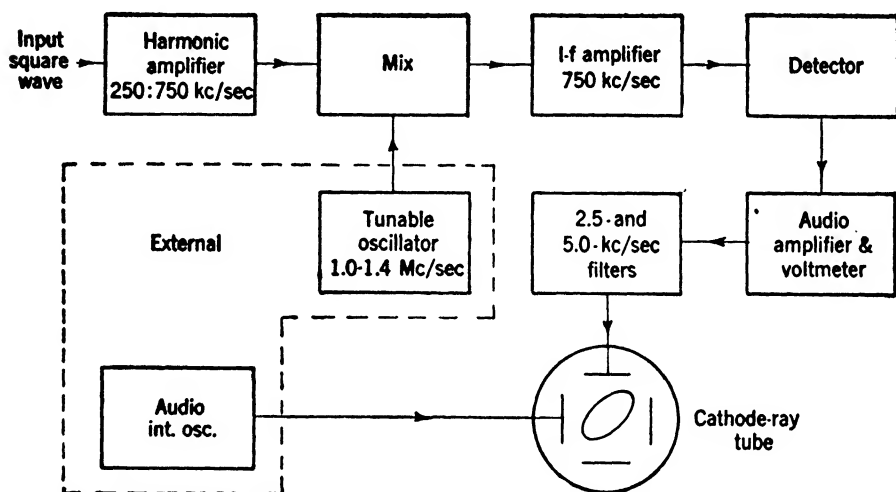 Input
square
wave
Harmonic
amplifier
250:750 kc/sec
Mix
I-f amplifier
750 kc/sec
Detector
External
Tunable
oscillator
1.0-1.4 Mc/sec
2.5- and
5.0-kc/sec
filters
Audio
amplifier &
voltmeter
Audio
int. osc.
Cathode-ray
tube